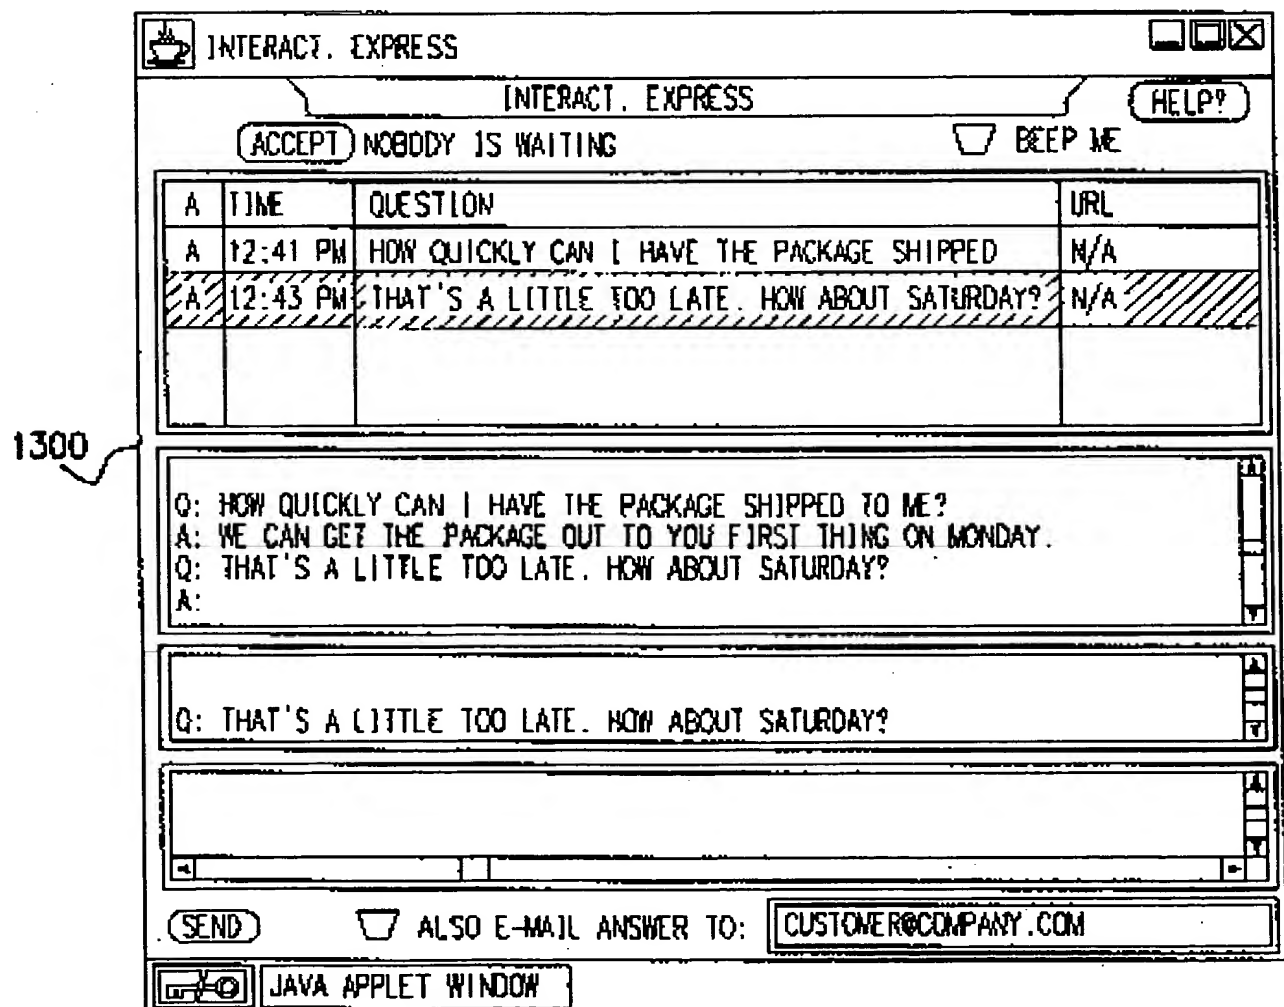 INTERACT. EXPRESS
INTERACT. EXPRESS
HELP?
ACCEPT NOBODY IS WAITING
BEEP ME
A TIME QUESTION URL
A 12:41 PM HOW QUICKLY CAN I HAVE THE PACKAGE SHIPPED N/A
A 12:43 PM THAT'S A LITTLE TOO LATE. HOW ABOUT SATURDAY? N/A
1300
Q: HOW QUICKLY CAN I HAVE THE PACKAGE SHIPPED TO ME?
A: WE CAN GET THE PACKAGE OUT TO YOU FIRST THING ON MONDAY.
Q: THAT'S A LITTLE TOO LATE. HOW ABOUT SATURDAY?
A:
Q: THAT'S A LITTLE TOO LATE. HOW ABOUT SATURDAY?
SEND
ALSO E-MAIL ANSWER TO: CUSTOMER@COMPANY.COM
JAVA APPLET WINDOW